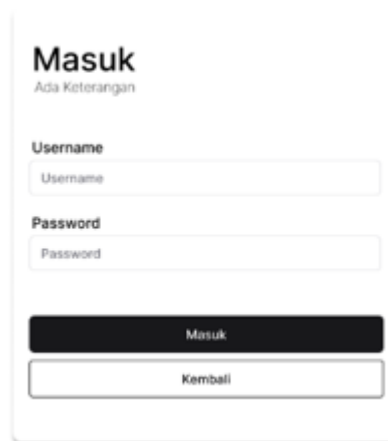 Masuk
Ada Keterangan
Username
Username
Password
Password
Masuk
Kembali